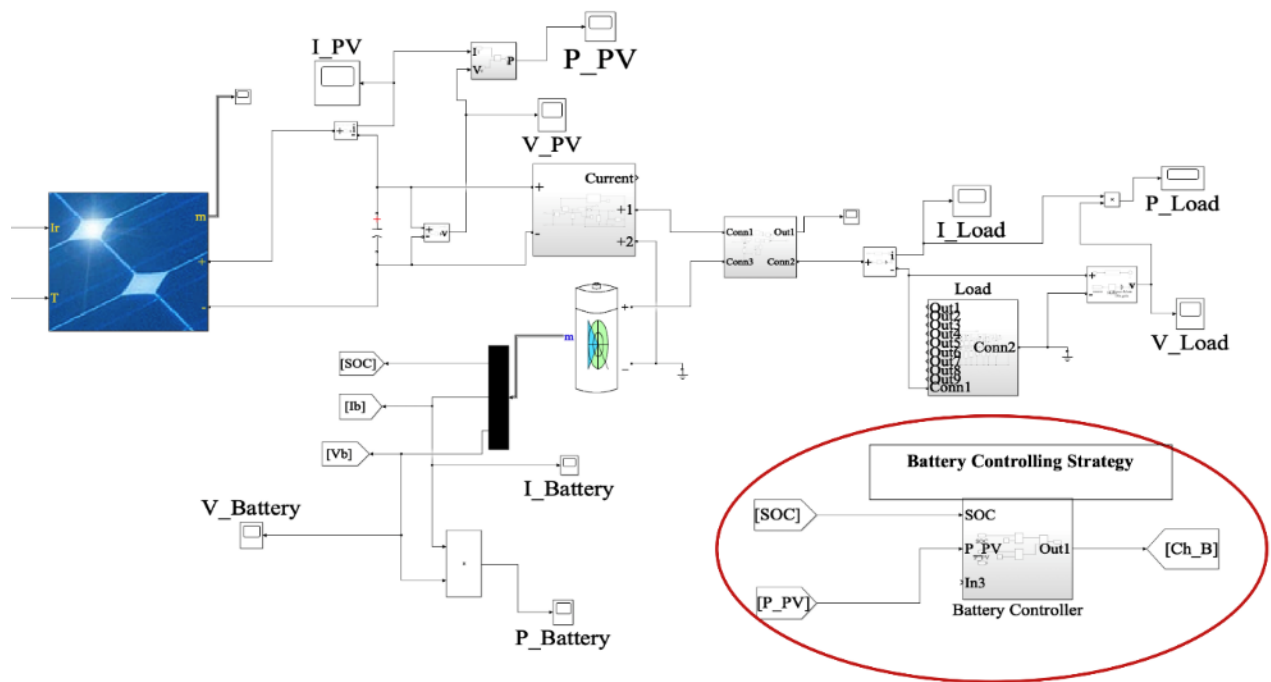 I_PV
P_PV
I
V
P
V_PV
m
Ir
T
+
-
+
i
-
+
-
v
Current
+
-
+1
+2
Conn1
Conn3
Out1
Conn2
+
i
-
I_Load
×
P_Load
+
-
v
V_Load
Load
Out1
Out2
Out3
Out4
Out5
Out6
Out7
Out8
Out9
Conn1
Conn2
m
+
-
[SOC]
[Ib]
[Vb]
I_Battery
V_Battery
P_Battery
Battery Controlling Strategy
[SOC]
[P_PV]
SOC
P_PV
In3
Out1
[Ch_B]
Battery Controller